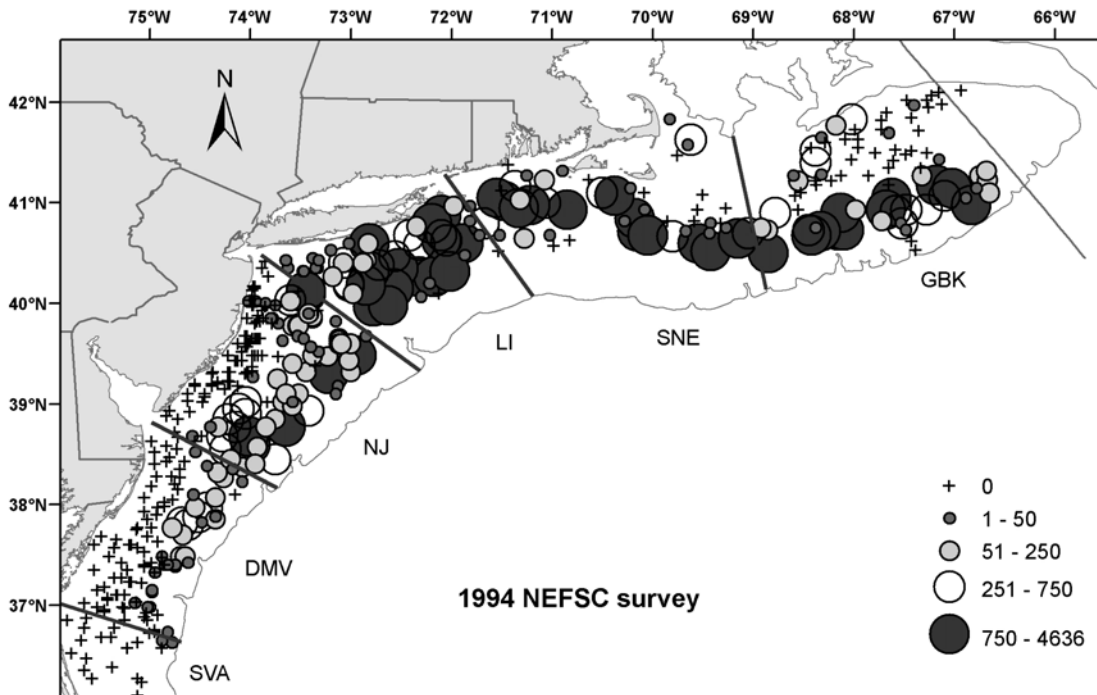 75°W 74°W 73°W 72°W 71°W 70°W 69°W 68°W 67°W 66°W
N
42°N
41°N
40°N
39°N
38°N
37°N
GBK
SNE
LI
NJ
DMV
SVA
1994 NEFSC survey
0
1 - 50
51 - 250
251 - 750
750 - 4636